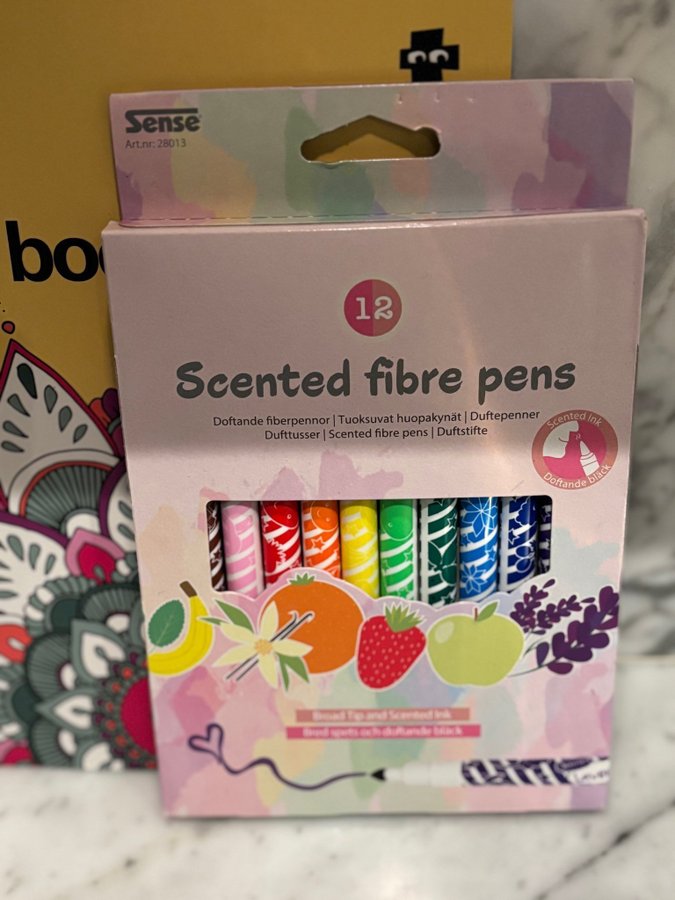 Sense
Art.nr: 28013
boo
12
Scented fibre pens
Doftande fiberpennor | Tuoksuvat huopakynät | Duftepenner
Dufttusser | Scented fibre pens | Duftstifte
Scented Ink
Doftande bläck
Broad Tip and Scented Ink
Bred spets och doftande bläck